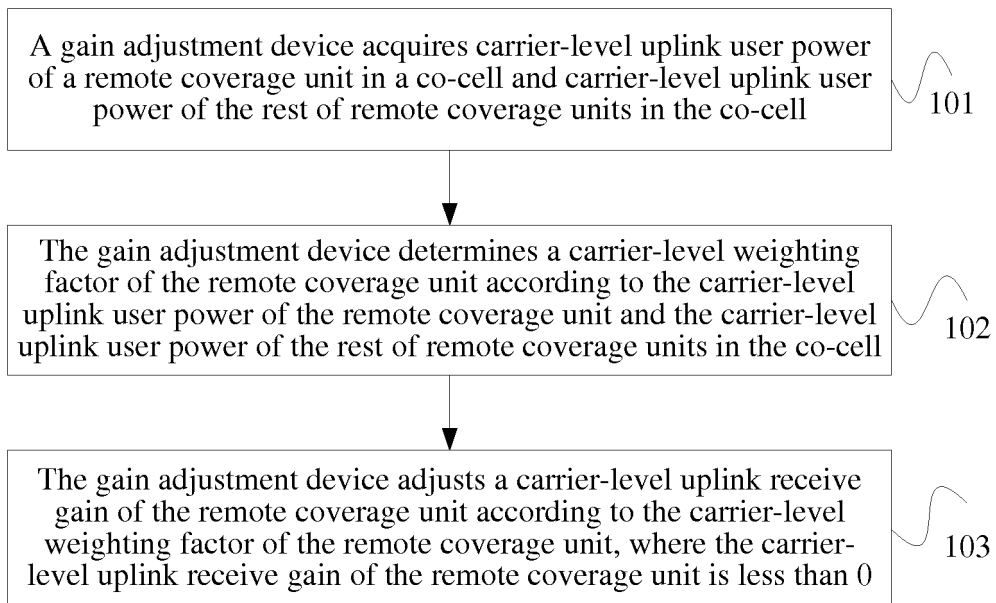 A gain adjustment device acquires carrier-level uplink user power
of a remote coverage unit in a co-cell and carrier-level uplink user
power of the rest of remote coverage units in the co-cell
101
The gain adjustment device determines a carrier-level weighting
factor of the remote coverage unit according to the carrier-level
uplink user power of the remote coverage unit and the carrier-level
uplink user power of the rest of remote coverage units in the co-cell
102
The gain adjustment device adjusts a carrier-level uplink receive
gain of the remote coverage unit according to the carrier-level
weighting factor of the remote coverage unit, where the carrier-
level uplink receive gain of the remote coverage unit is less than 0
103